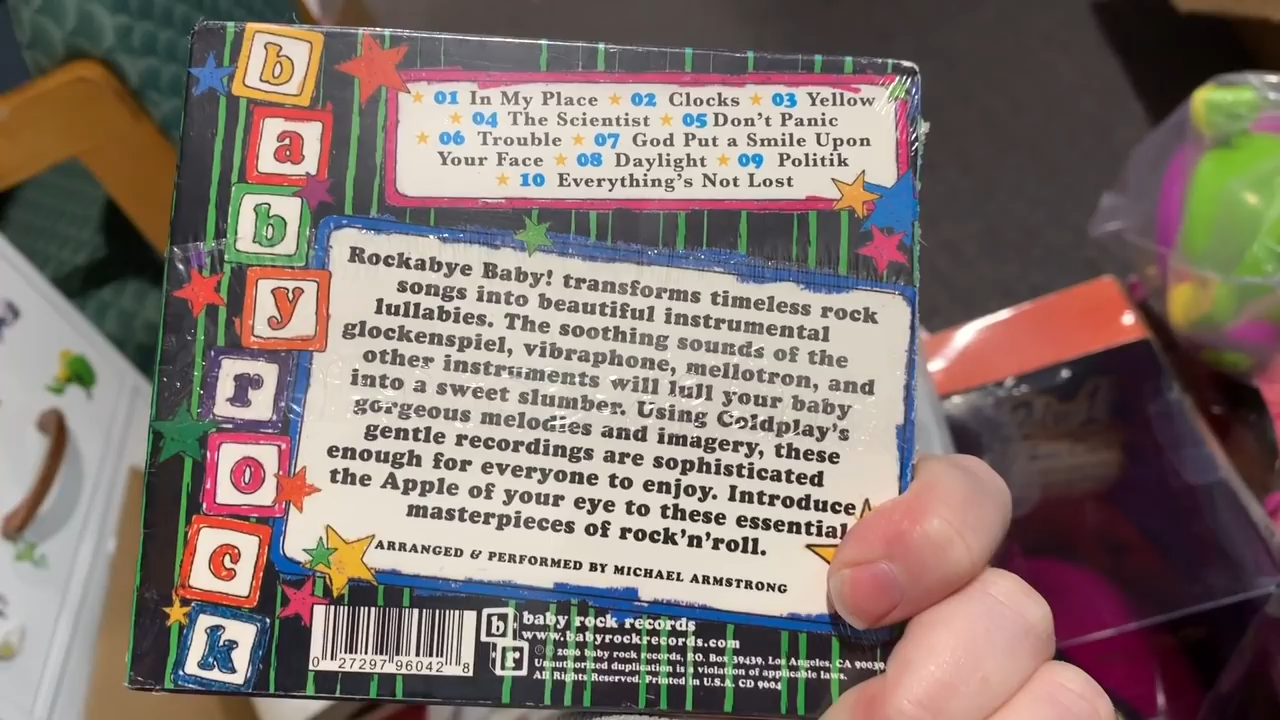 b
a
b
y
r
o
c
k
★ 01 In My Place ★ 02 Clocks ★ 03 Yellow
★ 04 The Scientist ★ 05 Don't Panic
★ 06 Trouble ★ 07 God Put a Smile Upon
Your Face ★ 08 Daylight ★ 09 Politik
★ 10 Everything's Not Lost
Rockabye Baby! transforms timeless rock
songs into beautiful instrumental
lullabies. The soothing sounds of the
glockenspiel, vibraphone, mellotron, and
other instruments will lull your baby
into a sweet slumber. Using Coldplay's
gorgeous melodies and imagery, these
gentle recordings are sophisticated
enough for everyone to enjoy. Introduce
the Apple of your eye to these essential
masterpieces of rock'n'roll.
ARRANGED & PERFORMED BY MICHAEL ARMSTRONG
0 27297 96042 8
b r
baby rock records
www.babyrockrecords.com
℗© 2006 baby rock records, P.O. Box 39439, Los Angeles, CA 90039
Unauthorized duplication is a violation of applicable laws.
All Rights Reserved. Printed in U.S.A. CD 9604